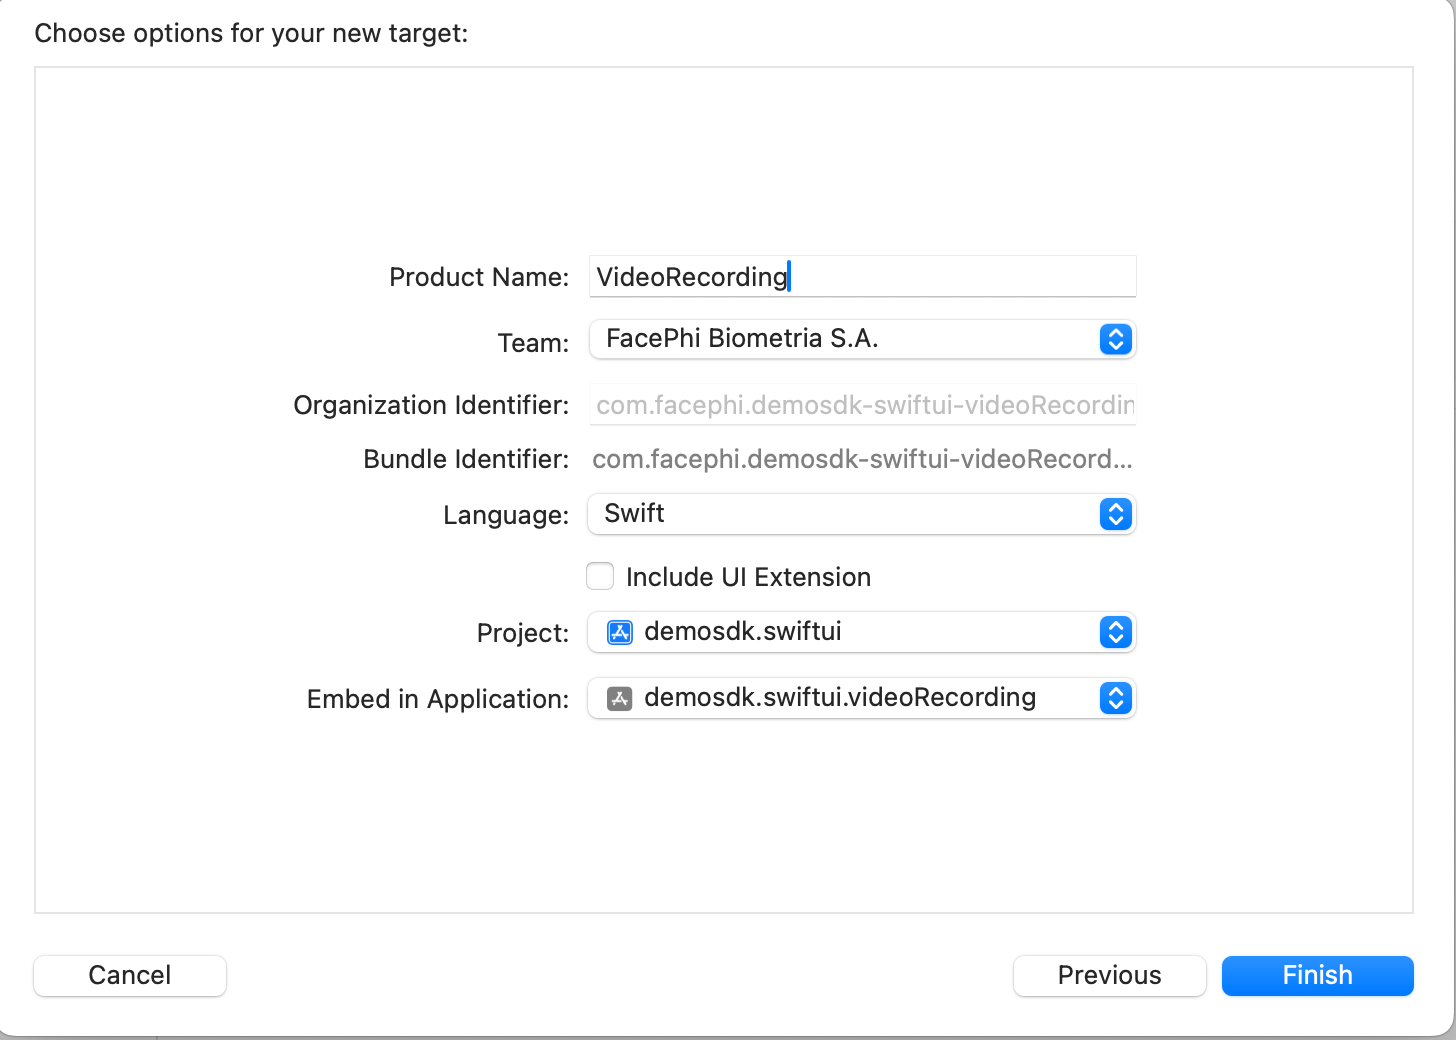 Choose options for your new target:
Product Name: VideoRecording
Team: FacePhi Biometria S.A.
Organization Identifier: com.facephi.demosdk-swiftui-videoRecordin
Bundle Identifier: com.facephi.demosdk-swiftui-videoRecord...
Language: Swift
Include UI Extension
Project: demosdk.swiftui
Embed in Application: demosdk.swiftui.videoRecording
Cancel Previous Finish